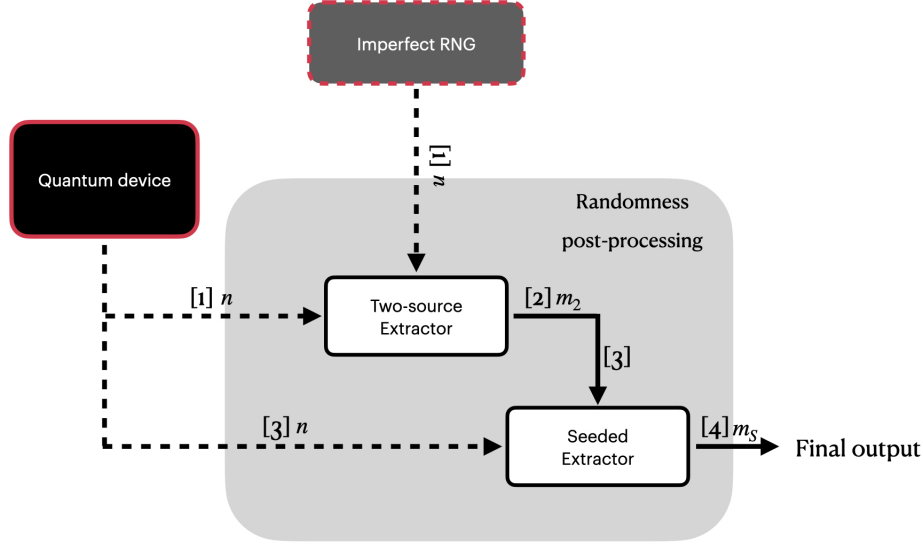 Imperfect RNG
[1] n
Quantum device
Randomness
post-processing
[1] n
Two-source
Extractor
[2] m₂
[3]
[3] n
Seeded
Extractor
[4] mₛ
Final output